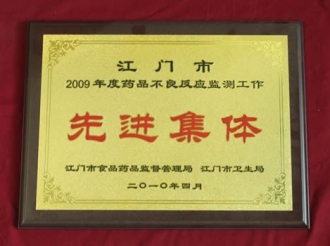 江门市
2009年度药品不良反应监测工作
先进集体
江门市食品药品监督管理局 江门市卫生局
二〇一〇年四月